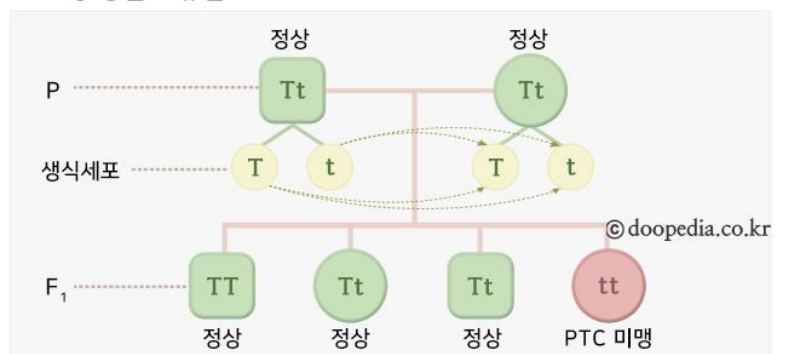 정상 정상
P Tt Tt
생식세포 T t T t
©doopedia.co.kr
F1 TT Tt Tt tt
정상 정상 정상 PTC 미맹